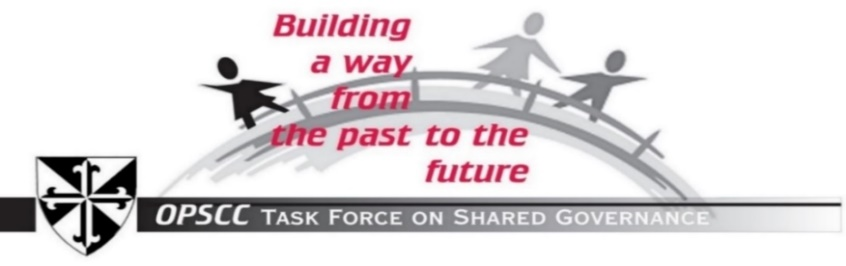 Building
a way
from
the past to the
future
OPSCC TASK FORCE ON SHARED GOVERNANCE